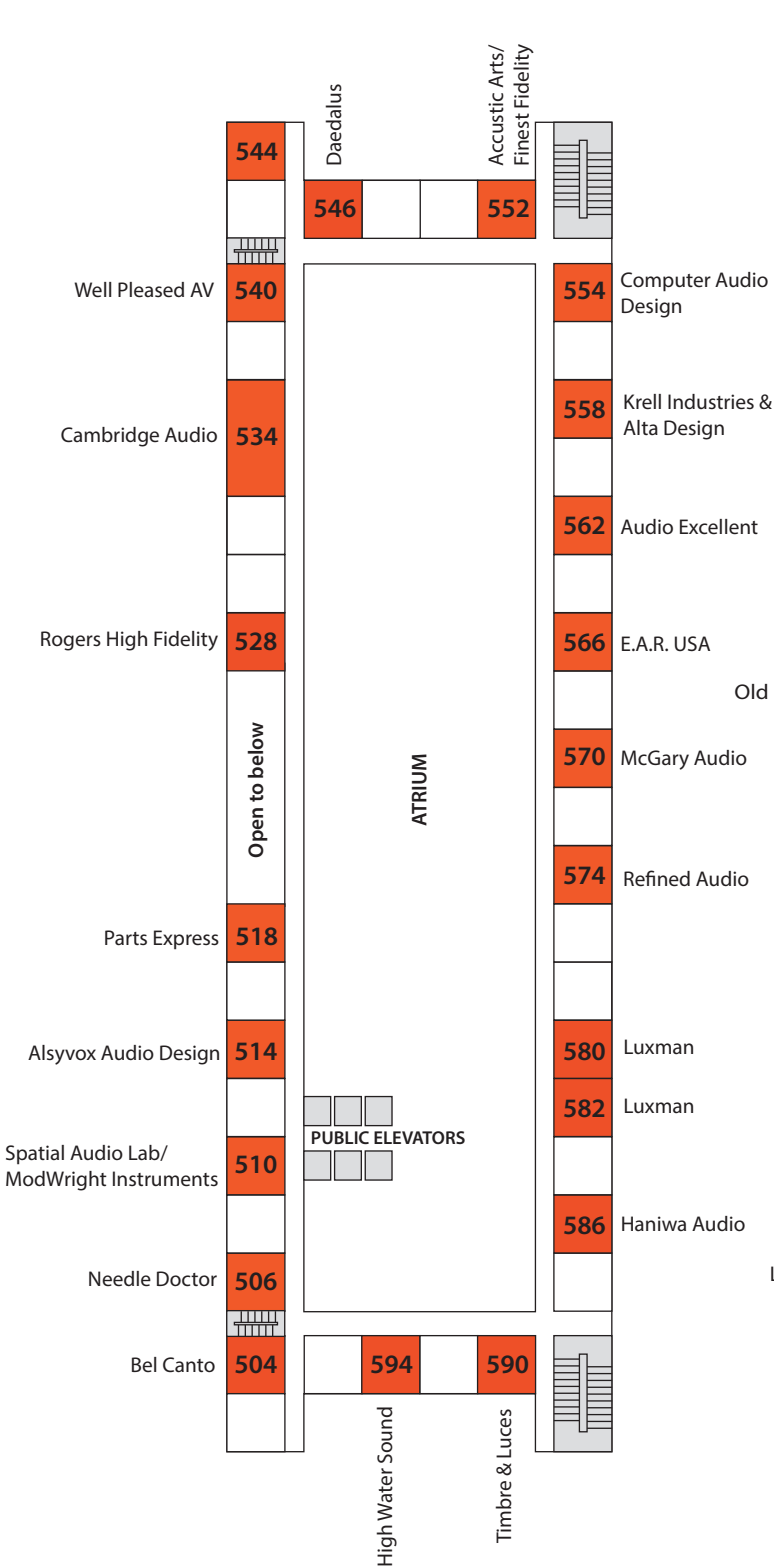 Daedalus
Accustic Arts/
Finest Fidelity
544
546
552
Well Pleased AV
540
554
Computer Audio
Design
Cambridge Audio
534
558
Krell Industries &
Alta Design
562
Audio Excellent
Rogers High Fidelity
528
566
E.A.R. USA
Old
Open to below
ATRIUM
570
McGary Audio
574
Refined Audio
Parts Express
518
Alsyvox Audio Design
514
580
Luxman
582
Luxman
PUBLIC ELEVATORS
Spatial Audio Lab/
ModWright Instruments
510
586
Haniwa Audio
Needle Doctor
506
Bel Canto
504
594
590
High Water Sound
Timbre & Luces